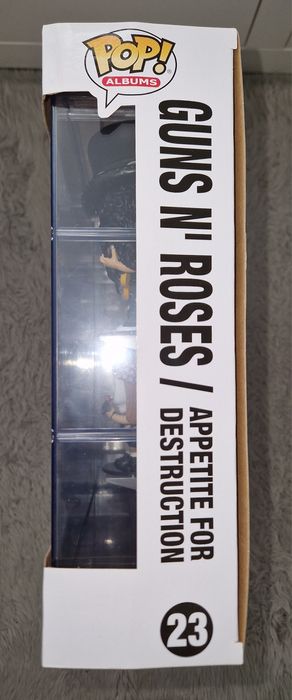 POP!
ALBUMS
GUNS N' ROSES /
APPETITE FOR
DESTRUCTION
23